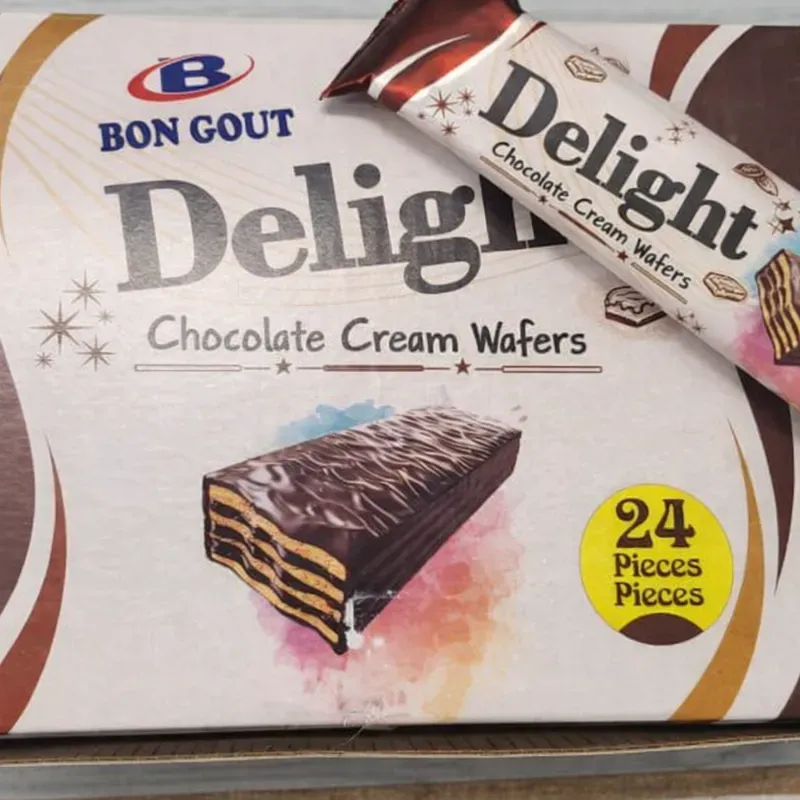 B
BON GOUT
Delight
Chocolate Cream Wafers
24
Pieces
Pieces
Delight
Chocolate Cream Wafers